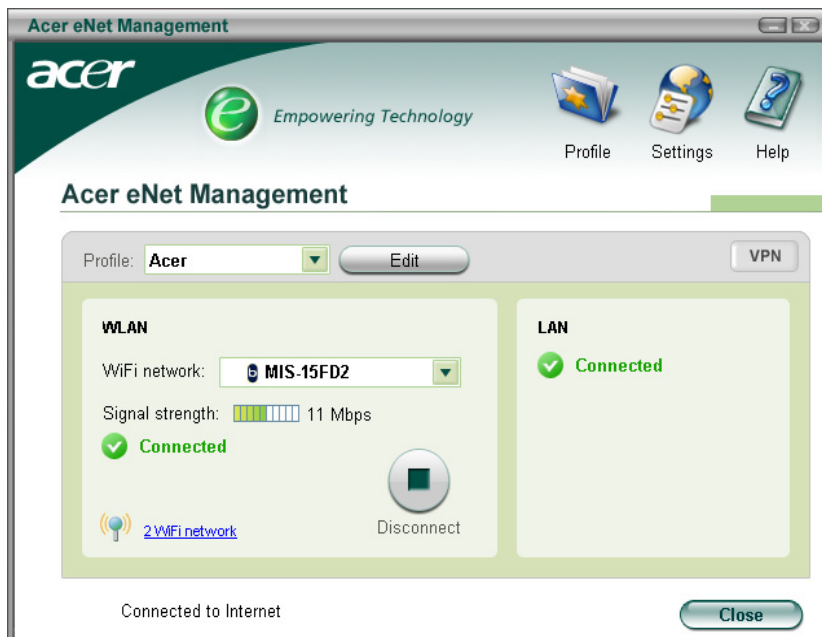 Acer eNet Management
acer
e Empowering Technology
Profile Settings Help
Acer eNet Management
Profile: Acer Edit VPN
WLAN
WiFi network: b MIS-15FD2
Signal strength: 11 Mbps
Connected
2 WiFi network
Disconnect
LAN
Connected
Connected to Internet
Close